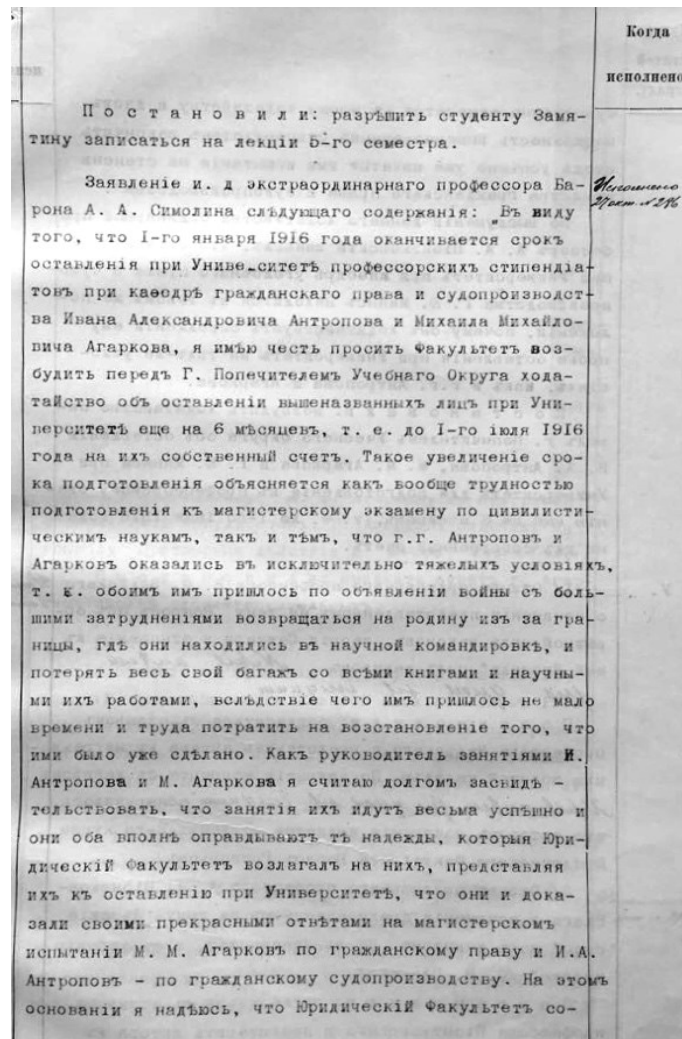 Когда
исполнено
Постановили: разрѣшить студенту Замя-
тину записаться на лекціи 5-го семестра.
Заявленіе и. д экстраординарнаго профессора Ба-
рона А. А. Симолина слѣдующаго содержанія: "Въ виду
того, что I-го января 1916 года оканчивается срокъ
оставленія при Университетѣ профессорскихъ стипендіа-
товъ при каѳедрѣ гражданскаго права и судопроизводст-
ва Ивана Александровича Антропова и Михаила Михайло-
вича Агаркова, я имѣю честь просить Факультетъ воз-
будить передъ Г. Попечителемъ Учебнаго Округа хода-
тайство объ оставленіи вышеназванныхъ лицъ при Уни-
верситетѣ еще на 6 мѣсяцевъ, т. е. до I-го іюля 1916
года на ихъ собственный счетъ. Такое увеличеніе сро-
ка подготовленія объясняется какъ вообще трудностью
подготовленія къ магистерскому экзамену по цивилисти-
ческимъ наукамъ, такъ и тѣмъ, что г.г. Антроповъ и
Агарковъ оказались въ исключительно тяжелыхъ условіяхъ,
т. к. обоимъ имъ пришлось по объявленіи войны съ боль-
шими затрудненіями возвращаться на родину изъ за гра-
ницы, гдѣ они находились въ научной командировкѣ, и
потерять весь свой багажъ со всѣми книгами и научны-
ми ихъ работами, вслѣдствіе чего имъ пришлось не мало
времени и труда потратить на возстановленіе того, что
ими было уже сдѣлано. Какъ руководитель занятіями И.
Антропова и М. Агаркова я считаю долгомъ засвидѣ -
тельствовать, что занятія ихъ идутъ весьма успѣшно и
они оба вполнѣ оправдываютъ тѣ надежды, которыя Юри-
дическій Факультетъ возлагалъ на нихъ, представляя
ихъ къ оставленію при Университетѣ, что они и дока-
зали своими прекрасными отвѣтами на магистерскомъ
испытаніи М. М. Агарковъ по гражданскому праву и И.А.
Антроповъ - по гражданскому судопроизводству. На этомъ
основаніи я надѣюсь, что Юридическій Факультетъ со-
Исполнено
27 окт. № 246